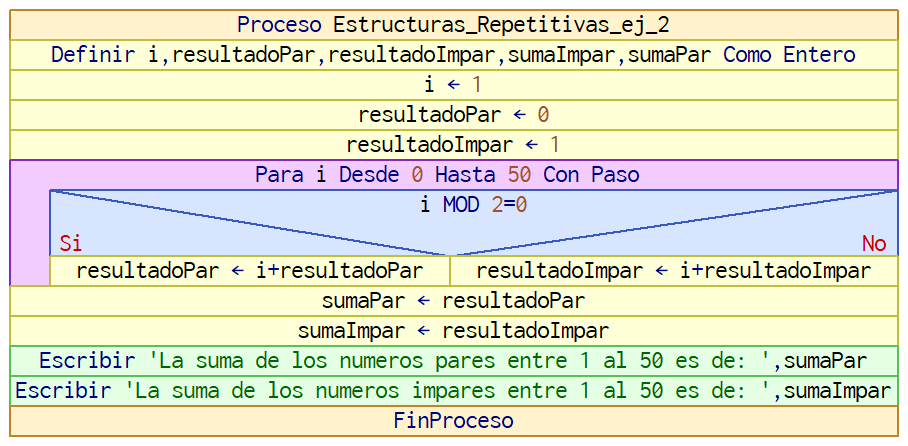 Proceso Estructuras_Repetitivas_ej_2
Definir i,resultadoPar,resultadoImpar,sumaImpar,sumaPar Como Entero
i ← 1
resultadoPar ← 0
resultadoImpar ← 1
Para i Desde 0 Hasta 50 Con Paso
i MOD 2=0
Si No
resultadoPar ← i+resultadoPar resultadoImpar ← i+resultadoImpar
sumaPar ← resultadoPar
sumaImpar ← resultadoImpar
Escribir 'La suma de los numeros pares entre 1 al 50 es de: ',sumaPar
Escribir 'La suma de los numeros impares entre 1 al 50 es de: ',sumaImpar
FinProceso